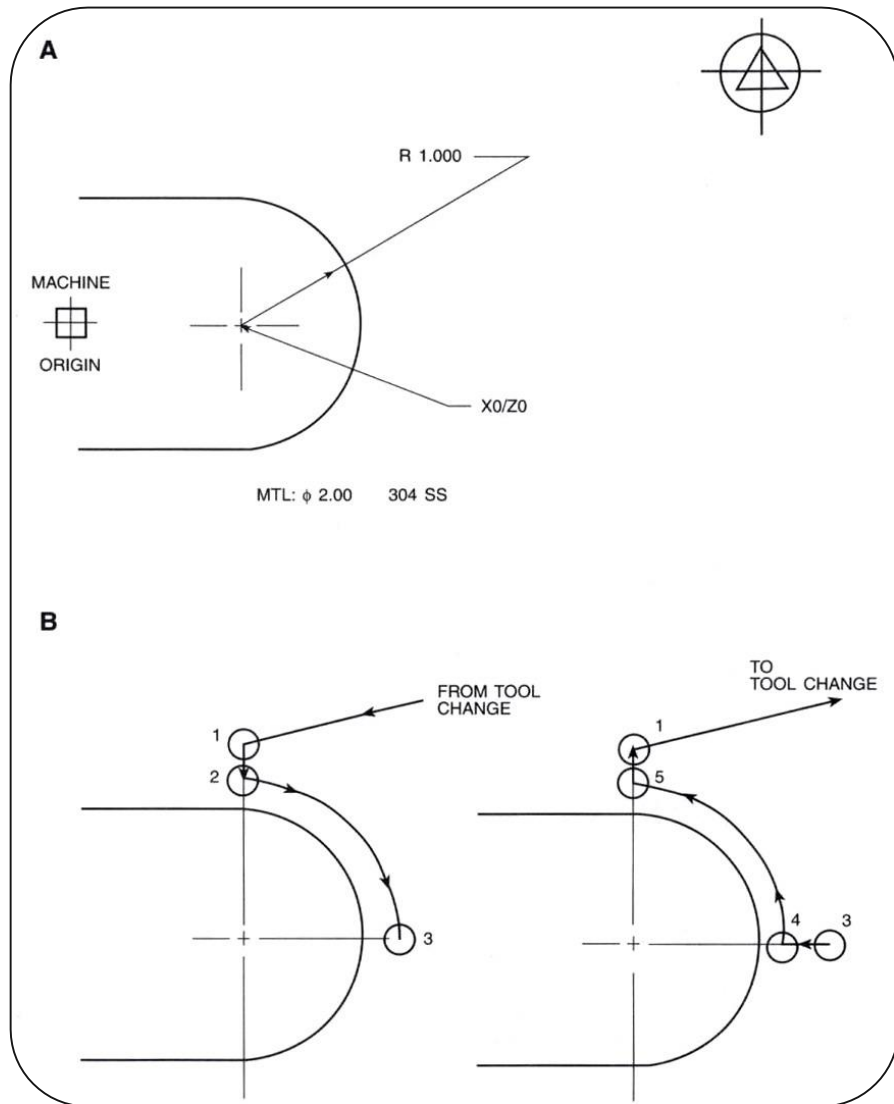 A
R 1.000
MACHINE
ORIGIN
X0/Z0
MTL: ϕ 2.00 304 SS
B
FROM TOOL
CHANGE
1
2
3
TO
TOOL CHANGE
1
5
4
3